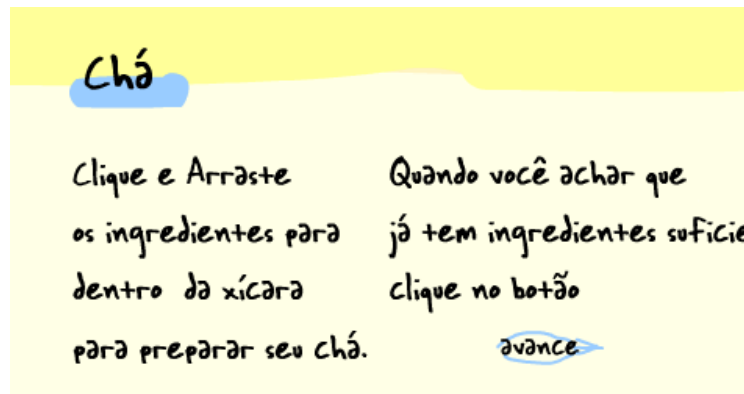 Chá
Clique e Arraste
os ingredientes para
dentro da xícara
para preparar seu chá.
Quando você achar que
já tem ingredientes
clique no botão
avance